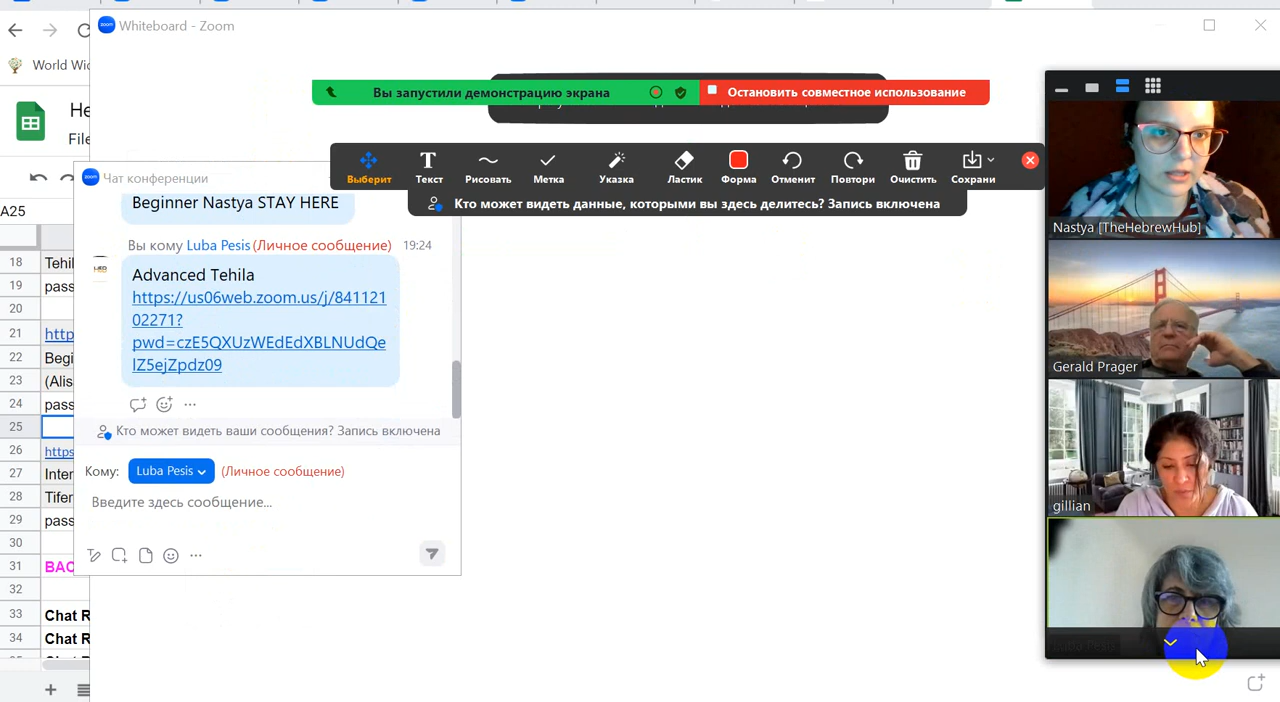 Whiteboard - Zoom
World Wid
He
File
Вы запустили демонстрацию экрана
Остановить совместное использование
Выберит
Текст
Рисовать
Метка
Указка
Ластик
Форма
Отменит
Повтори
Очистить
Сохрани
Кто может видеть данные, которыми вы здесь делитесь? Запись включена
Чат конференции
Beginner Nastya STAY HERE
Вы кому Luba Pesis (Личное сообщение) 19:24
Advanced Tehila
https://us06web.zoom.us/j/841121
02271?
pwd=czE5QXUzWEdEdXBLNUdQe
lZ5ejZpdz09
Кто может видеть ваши сообщения? Запись включена
Кому: Luba Pesis (Личное сообщение)
Введите здесь сообщение...
A25
18 Tehil
19 pass
20
21 http
22 Begi
23 (Alis
24 pass
25
26 https
27 Inter
28 Tifer
29 pass
30
31 BAC
32
33 Chat R
34 Chat R
Nastya [TheHebrewHub]
Gerald Prager
gillian